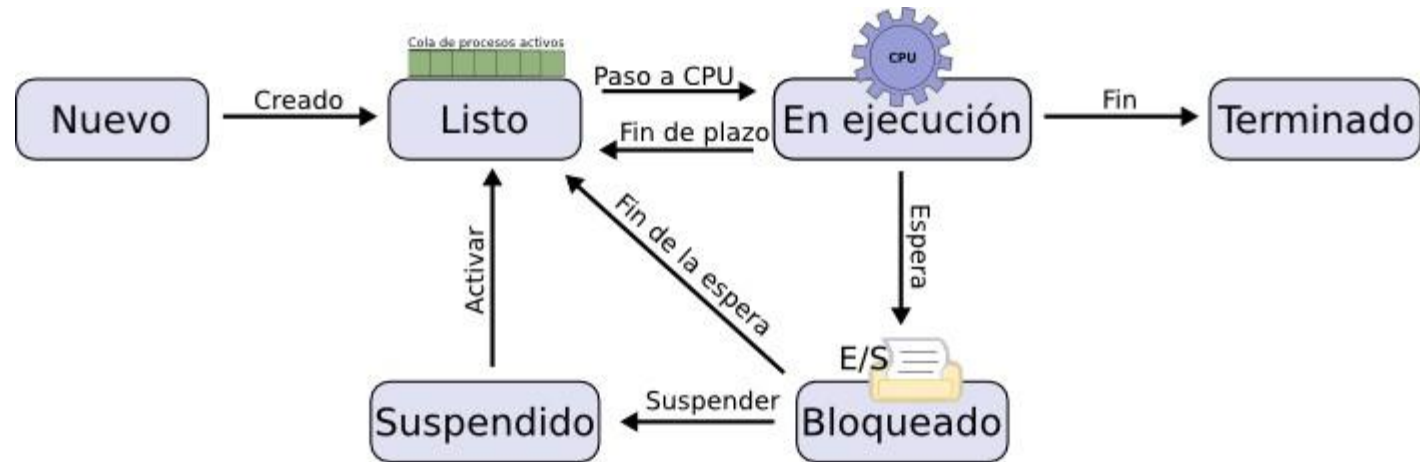 Cola de procesos activos
CPU
Nuevo
Creado
Listo
Paso a CPU
Fin de plazo
En ejecución
Fin
Terminado
Activar
Fin de la espera
Espera
E/S
Suspendido
Suspender
Bloqueado